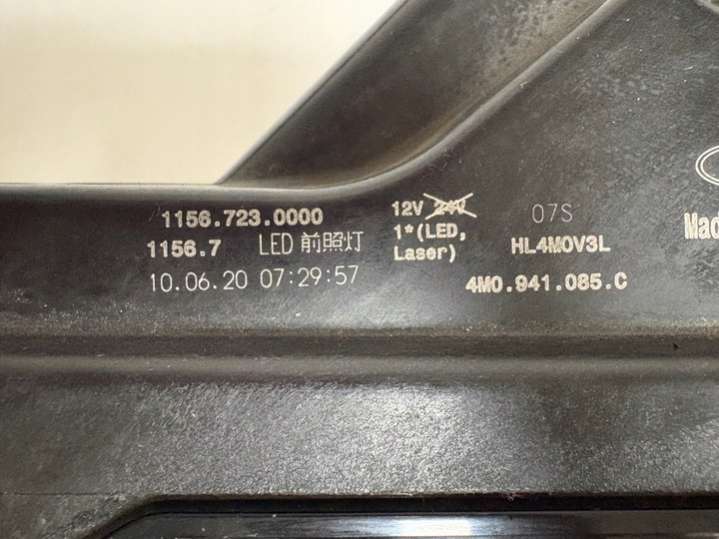 1156.723.0000
1156.7 LED 前照灯
10.06.20 07:29:57
12V 24V
1*(LED,
Laser)
07S
HL4M0V3L
4M0.941.085.C
Mad